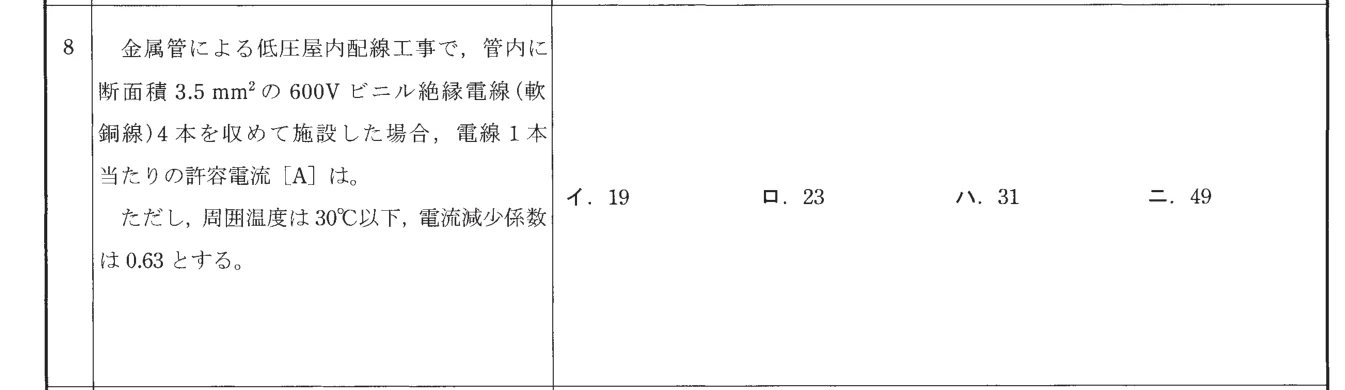 8
金属管による低圧屋内配線工事で，管内に
断面積 3.5 mm²の 600V ビニル絶縁電線(軟
銅線)4 本を収めて施設した場合，電線 1 本
当たりの許容電流［A］は。
ただし，周囲温度は 30℃以下，電流減少係数
は 0.63 とする。
イ．19　ロ．23　ハ．31　ニ．49